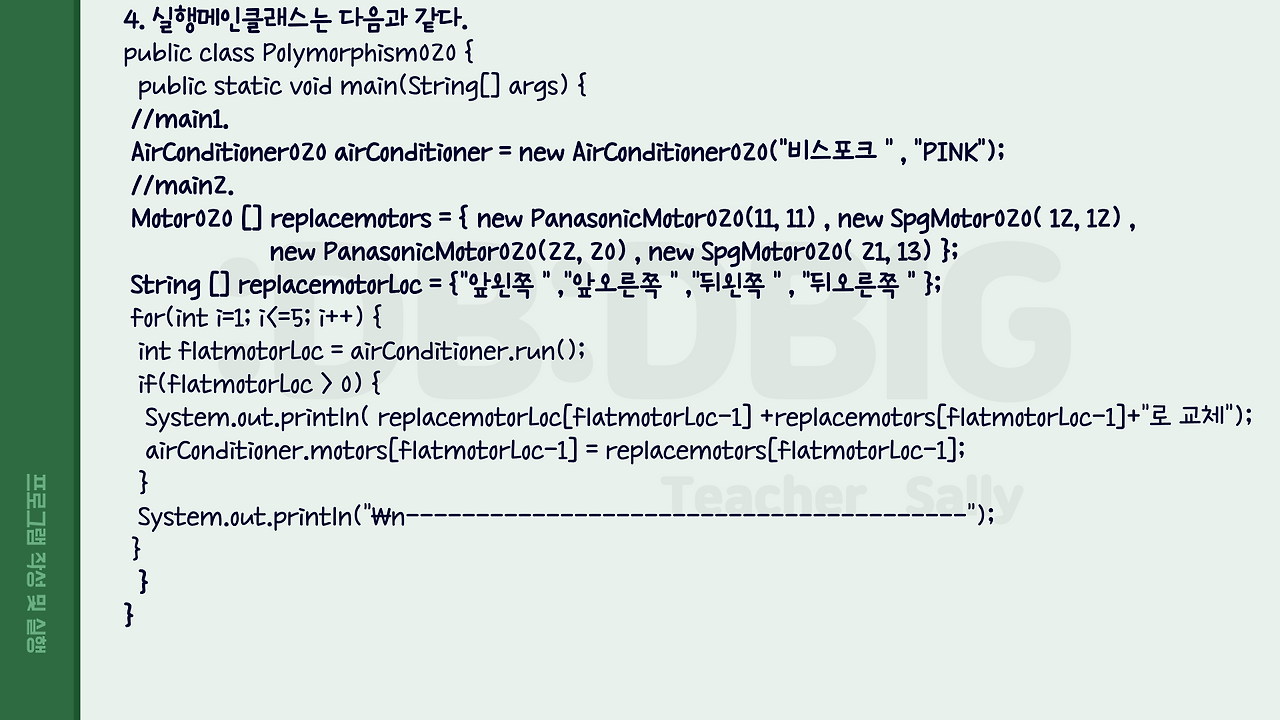 4. 실행메인클래스는 다음과 같다.
public class Polymorphism020 {
public static void main(String[] args) {
//main1.
AirConditioner020 airConditioner = new AirConditioner020("비스포크 " , "PINK");
//main2.
Motor020 [] replacemotors = { new PanasonicMotor020(11, 11) , new SpgMotor020( 12, 12) ,
new PanasonicMotor020(22, 20) , new SpgMotor020( 21, 13) };
String [] replacemotorLoc = {"앞왼쪽 ","앞오른쪽 " ,"뒤왼쪽 " , "뒤오른쪽 " };
for(int i=1; i<=5; i++) {
int flatmotorLoc = airConditioner.run();
if(flatmotorLoc > 0) {
System.out.println( replacemotorLoc[flatmotorLoc-1] +replacemotors[flatmotorLoc-1]+"로 교체");
airConditioner.motors[flatmotorLoc-1] = replacemotors[flatmotorLoc-1];
}
System.out.println("₩n----------------------------------------");
}
}
}
프로그램 작성 및 실행
:DB.DBIG
Teacher Sally